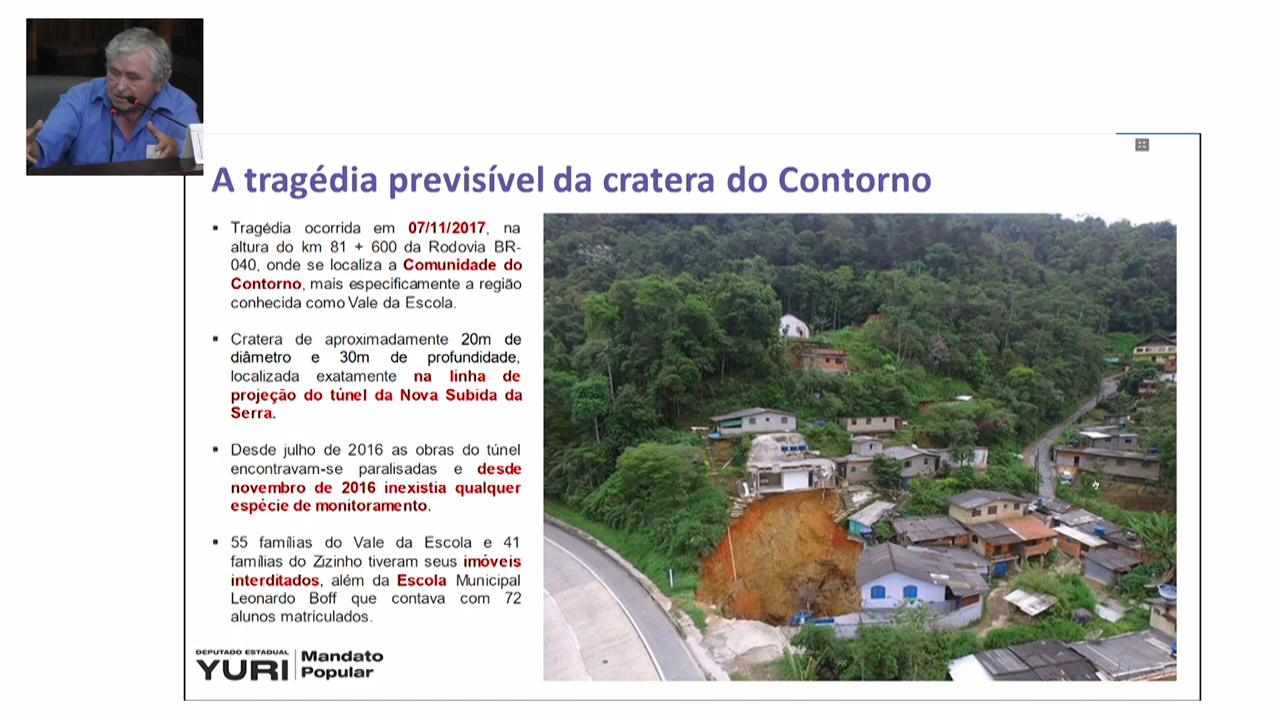 A tragédia previsível da cratera do Contorno
▪ Tragédia ocorrida em 07/11/2017, na
altura do km 81 + 600 da Rodovia BR-
040, onde se localiza a Comunidade do
Contorno, mais especificamente a região
conhecida como Vale da Escola.
▪ Cratera de aproximadamente 20m de
diâmetro e 30m de profundidade,
localizada exatamente na linha de
projeção do túnel da Nova Subida da
Serra.
▪ Desde julho de 2016 as obras do túnel
encontravam-se paralisadas e desde
novembro de 2016 inexistia qualquer
espécie de monitoramento.
▪ 55 famílias do Vale da Escola e 41
famílias do Zizinho tiveram seus imóveis
interditados, além da Escola Municipal
Leonardo Boff que contava com 72
alunos matriculados.
DEPUTADO ESTADUAL
YURI
Mandato
Popular